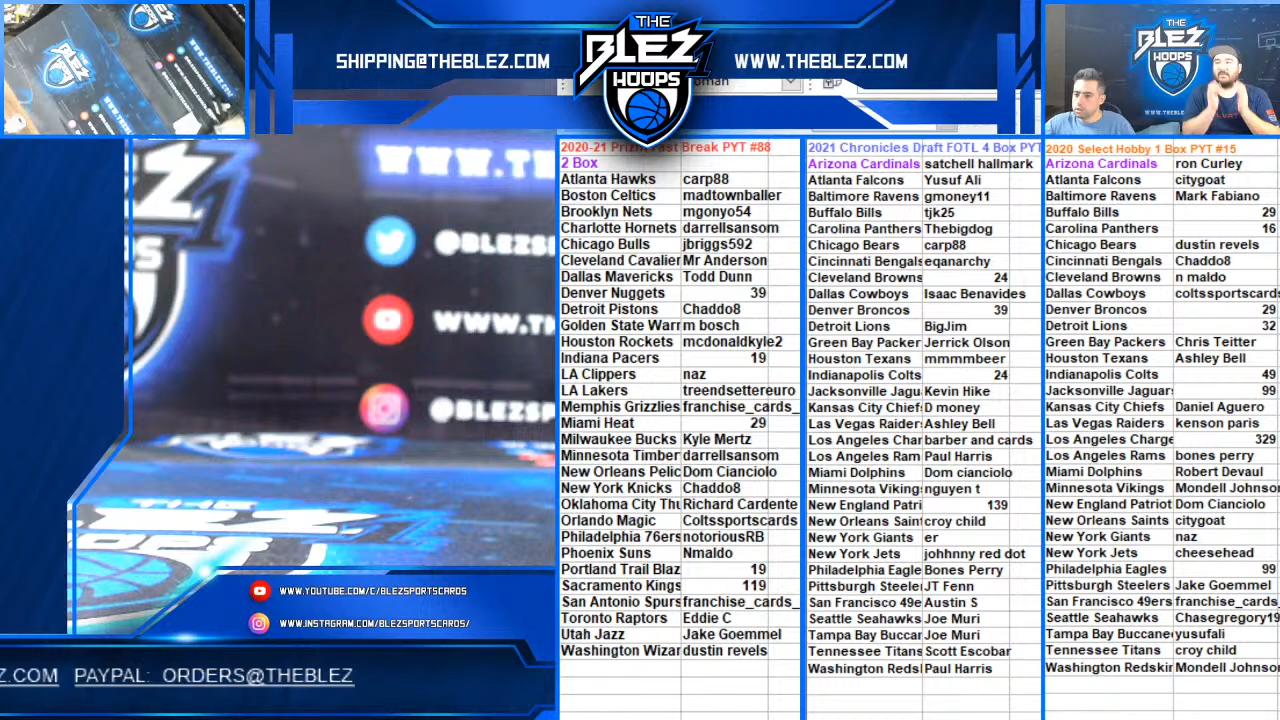 SHIPPING@THEBLEZ.COM
THE
BLEZ
HOOPS
1
WWW.THEBLEZ.COM
THE
BLEZ
HOOPS
2020-21 Prizm Fast Break PYT #88
2 Box
Atlanta Hawks carp88
Boston Celtics madtownballer
Brooklyn Nets mgonyo54
Charlotte Hornets darrellsansom
Chicago Bulls jbriggs592
Cleveland Cavalier Mr Anderson
Dallas Mavericks Todd Dunn
Denver Nuggets 39
Detroit Pistons Chaddo8
Golden State Warr m bosch
Houston Rockets mcdonaldkyle2
Indiana Pacers 19
LA Clippers naz
LA Lakers treendsettereuro
Memphis Grizzlies franchise_cards_
Miami Heat 29
Milwaukee Bucks Kyle Mertz
Minnesota Timber darrellsansom
New Orleans Pelic Dom Cianciolo
New York Knicks Chaddo8
Oklahoma City Thu Richard Cardente
Orlando Magic Coltssportscards
Philadelphia 76ers notoriousRB
Phoenix Suns Nmaldo
Portland Trail Blaz 19
Sacramento Kings 119
San Antonio Spurs franchise_cards_
Toronto Raptors Eddie C
Utah Jazz Jake Goemmel
Washington Wizar dustin revels
2021 Chronicles Draft FOTL 4 Box PYT
Arizona Cardinals satchell hallmark
Atlanta Falcons Yusuf Ali
Baltimore Ravens gmoney11
Buffalo Bills tjk25
Carolina Panthers Thebigdog
Chicago Bears carp88
Cincinnati Bengals eqanarchy
Cleveland Browns 24
Dallas Cowboys Isaac Benavides
Denver Broncos 39
Detroit Lions BigJim
Green Bay Packer Jerrick Olson
Houston Texans mmmmbeer
Indianapolis Colts 24
Jacksonville Jagu Kevin Hike
Kansas City Chiefs D money
Las Vegas Raiders Ashley Bell
Los Angeles Char barber and cards
Los Angeles Ram Paul Harris
Miami Dolphins Dom cianciolo
Minnesota Viking nguyen t
New England Patri 139
New Orleans Saint croy child
New York Giants er
New York Jets johhnny red dot
Philadelphia Eagle Bones Perry
Pittsburgh Steeler JT Fenn
San Francisco 49e Austin S
Seattle Seahawks Joe Muri
Tampa Bay Buccar Joe Muri
Tennessee Titans Scott Escobar
Washington Redsl Paul Harris
2020 Select Hobby 1 Box PYT #15
Arizona Cardinals ron Curley
Atlanta Falcons citygoat
Baltimore Ravens Mark Fabiano
Buffalo Bills 29
Carolina Panthers 16
Chicago Bears dustin revels
Cincinnati Bengals Chaddo8
Cleveland Browns n maldo
Dallas Cowboys coltssportscards
Denver Broncos 29
Detroit Lions 32
Green Bay Packers Chris Teitter
Houston Texans Ashley Bell
Indianapolis Colts 49
Jacksonville Jaguar 99
Kansas City Chiefs Daniel Aguero
Las Vegas Raiders kenson paris
Los Angeles Charge 329
Los Angeles Rams bones perry
Miami Dolphins Robert Devaul
Minnesota Vikings Mondell Johnson
New England Patriot Dom Cianciolo
New Orleans Saints citygoat
New York Giants naz
New York Jets cheesehead
Philadelphia Eagles 99
Pittsburgh Steelers Jake Goemmel
San Francisco 49ers franchise_cards_
Seattle Seahawks Chasegregory19
Tampa Bay Buccanee yusufali
Tennessee Titans croy child
Washington Redskin Mondell Johnson
WWW.T
@BLEZS
WWW.TH
@BLEZSP
WWW.YOUTUBE.COM/C/BLEZSPORTSCARDS
WWW.INSTAGRAM.COM/BLEZSPORTSCARDS/
Z.COM PAYPAL: ORDERS@THEBLEZ